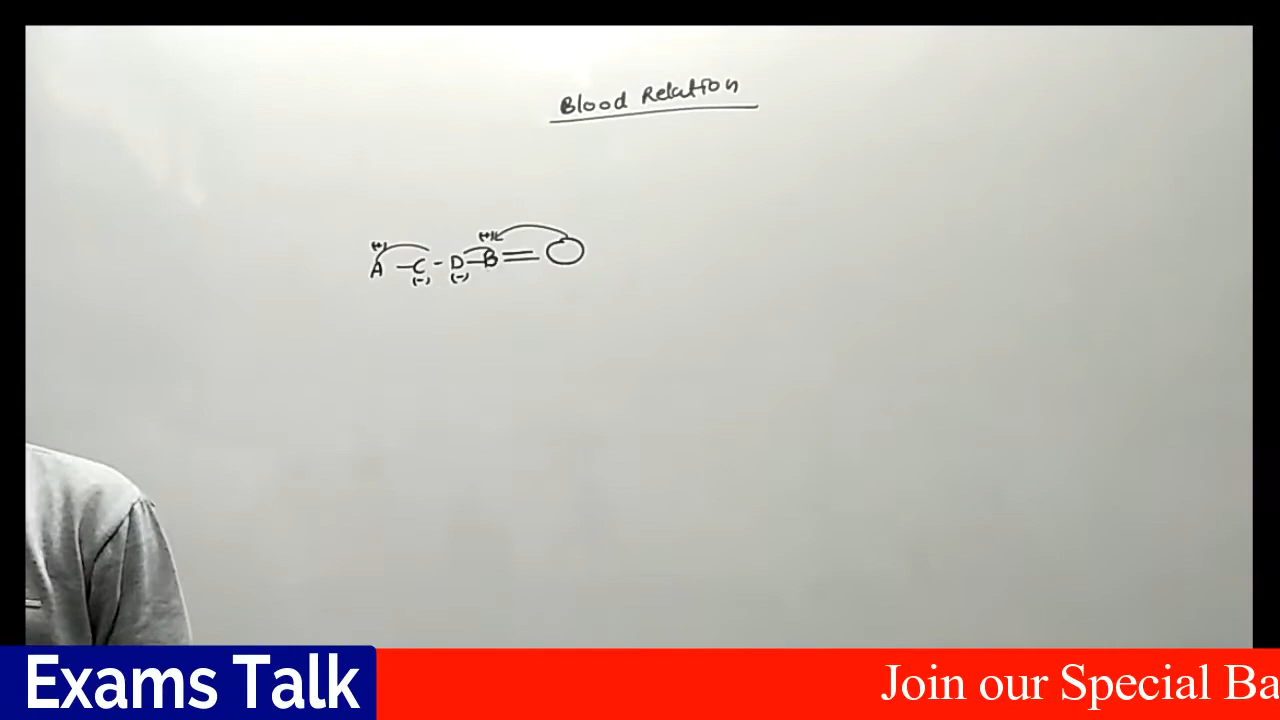 Blood Relation
(+) (+)
A - C - D - B =
(-) (-)
Exams Talk Join our Special Ba